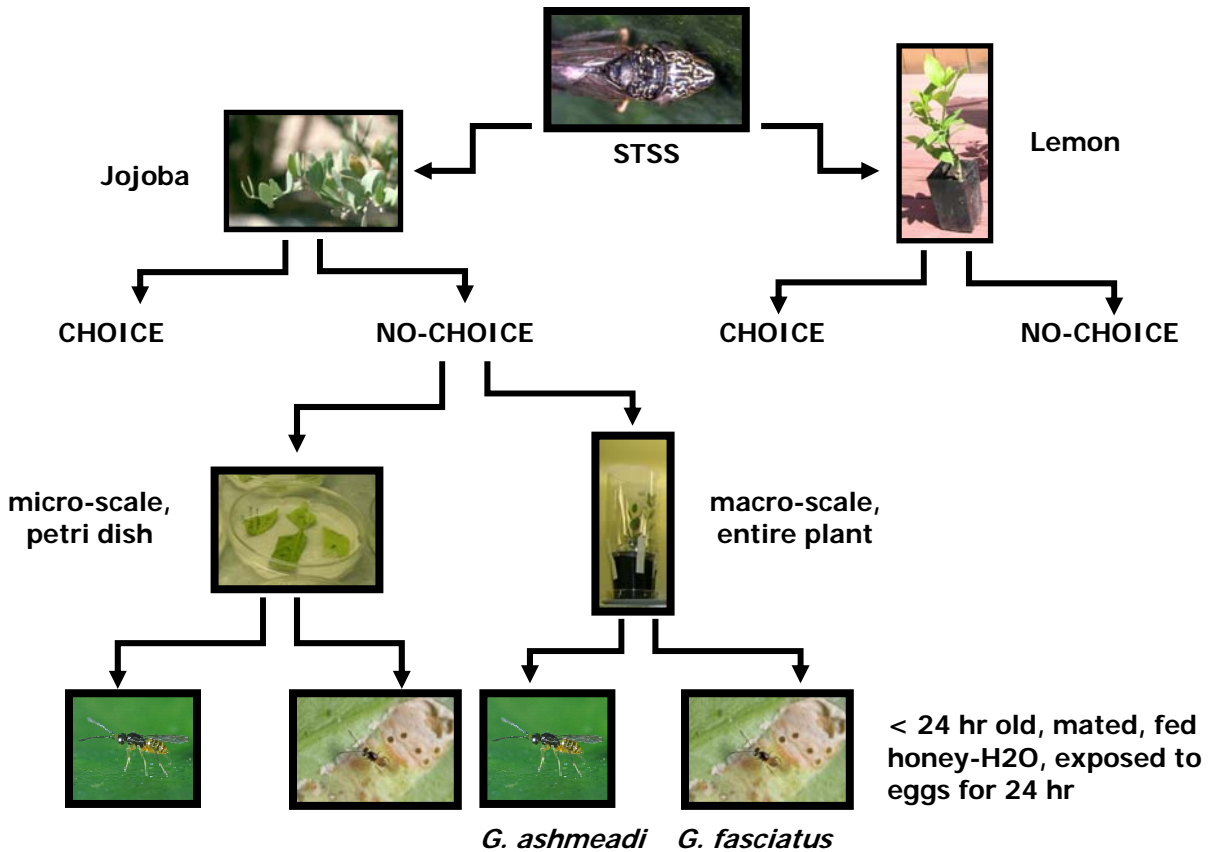 STSS
Jojoba
Lemon
CHOICE
NO-CHOICE
CHOICE
NO-CHOICE
micro-scale,
petri dish
macro-scale,
entire plant
< 24 hr old, mated, fed
honey-H2O, exposed to
eggs for 24 hr
G. ashmeadi
G. fasciatus